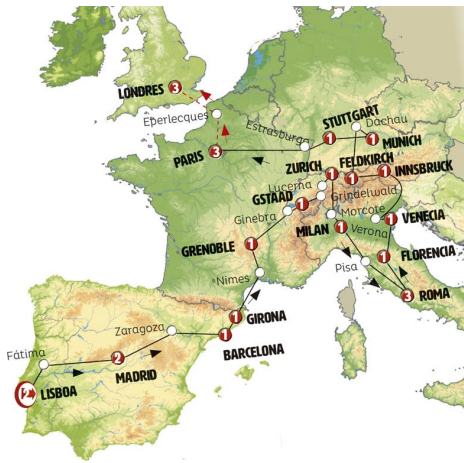 LONDRES 3
Eperlecques
STUTTGART
Dachau
1
1
MUNICH
Estrasburgo
PARIS 3
ZURICH 1
FELDKIRCH
1
1
INNSBRUCK
Lucerna
Grindelwald
GSTAAD
1
Ginebra
Morcote
1
VENECIA
MILAN 1
Verona
GRENOBLE
1
1
FLORENCIA
Pisa
Nimes
3
ROMA
1
GIRONA
Zaragoza
1
BARCELONA
Fátima
2
MADRID
2
LISBOA